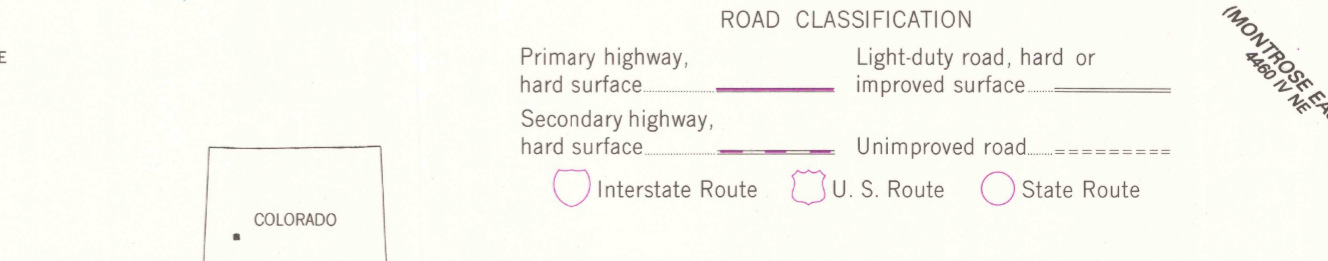 ROAD CLASSIFICATION
Primary highway,
hard surface
Light-duty road, hard or
improved surface
Secondary highway,
hard surface
Unimproved road
Interstate Route
U. S. Route
State Route
COLORADO
(MONTROSE
4460 IV NE
E